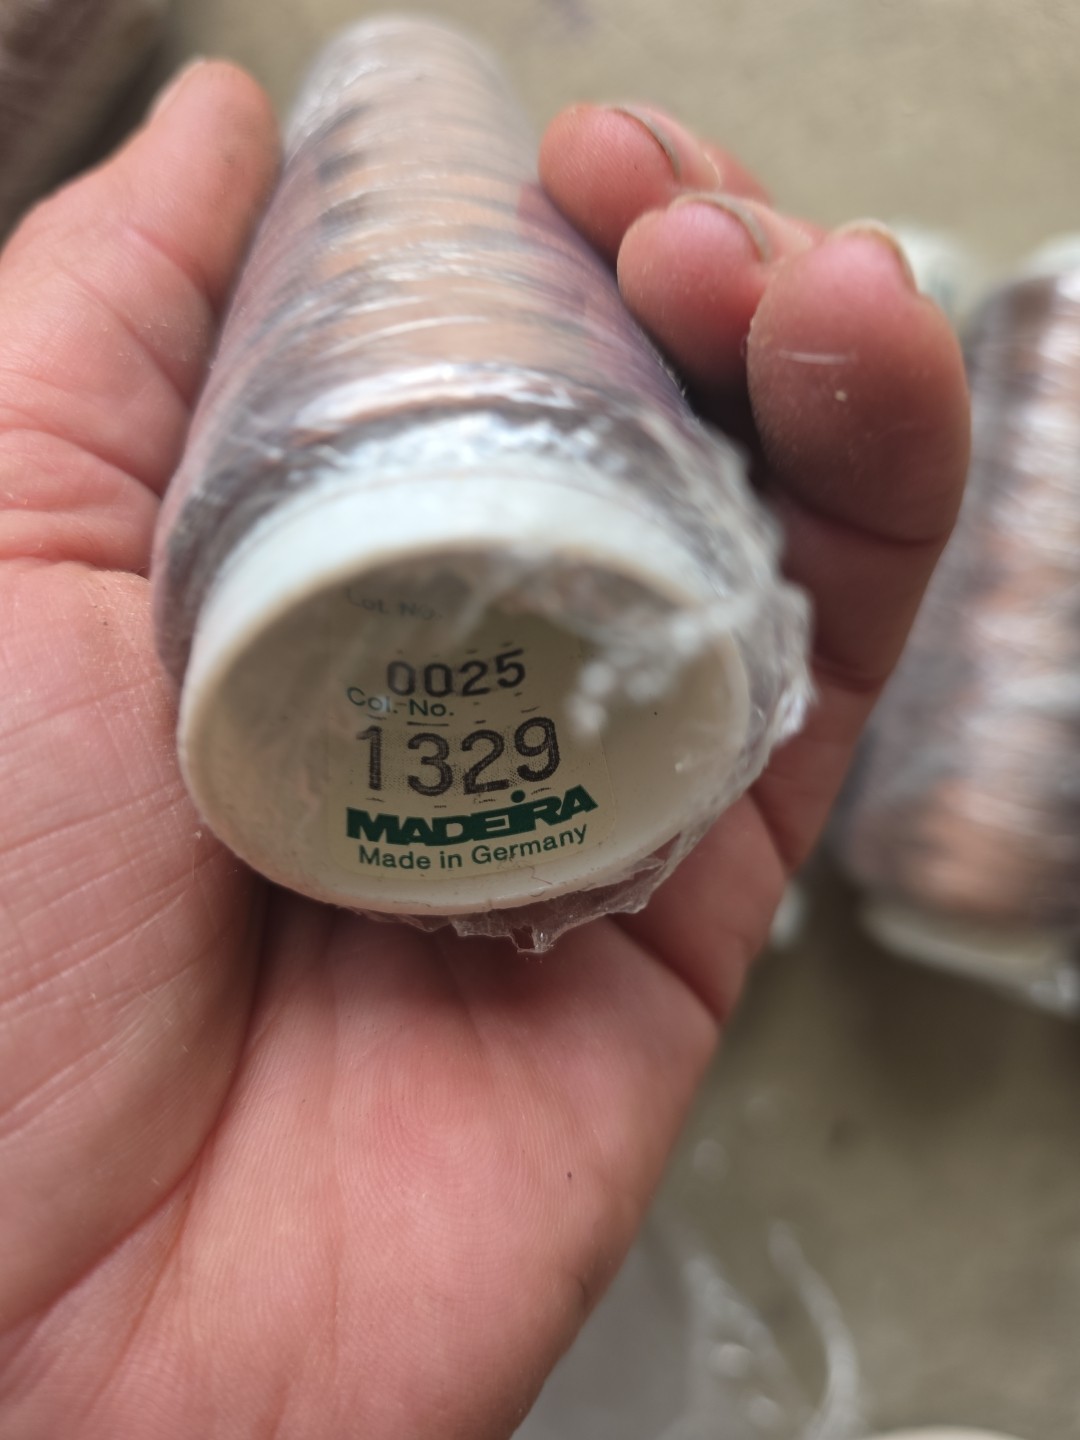 Lot. No.
0025
Col. No.
1329
MADEIRA
Made in Germany